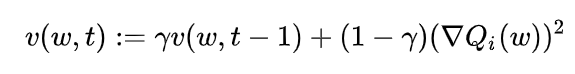 v(w, t) := γv(w, t − 1) + (1 − γ)(∇Q_i(w))²